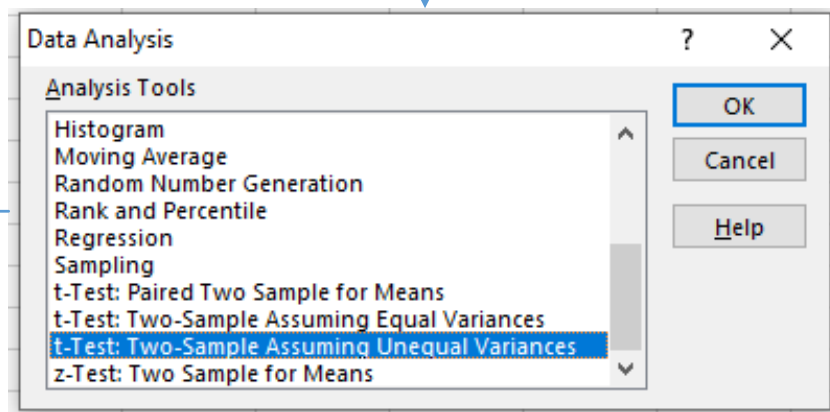 Data Analysis
?
Analysis Tools
Histogram
Moving Average
Random Number Generation
Rank and Percentile
Regression
Sampling
t-Test: Paired Two Sample for Means
t-Test: Two-Sample Assuming Equal Variances
t-Test: Two-Sample Assuming Unequal Variances
z-Test: Two Sample for Means
OK
Cancel
Help